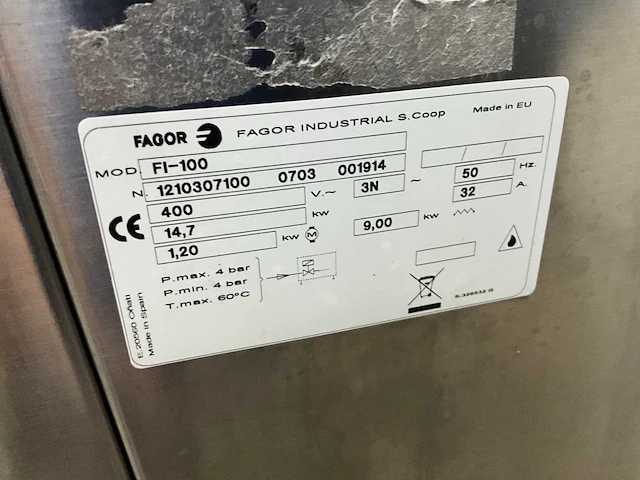 FAGOR FAGOR INDUSTRIAL S.Coop Made in EU
MOD. FI-100
N. 1210307100 0703 001914
400 V.~ 3N ~ 50 Hz.
CE 14,7 kw 32 A.
1,20 kw M 9,00 kw
P.max. 4 bar
P.min. 4 bar
T.max. 60ºC
E.20560 Oñati
Made in Spain
S-326632 G